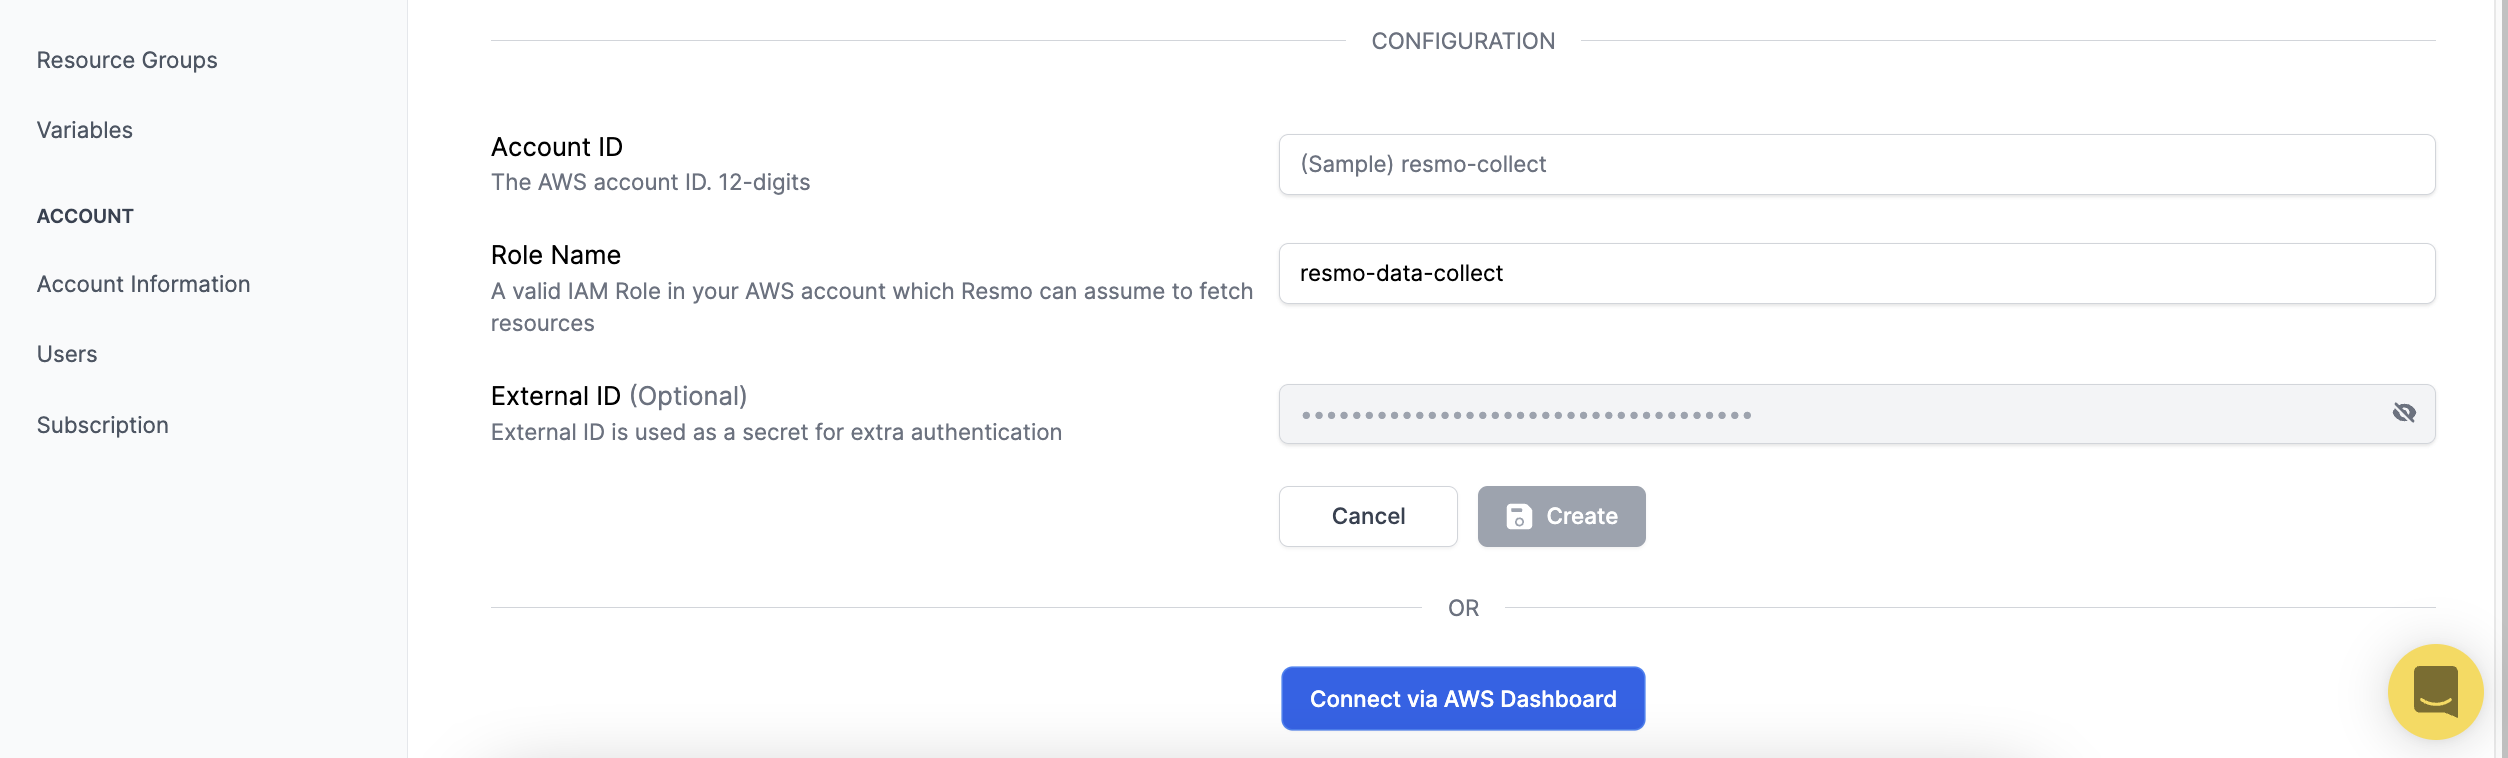 Resource Groups
Variables
ACCOUNT
Account Information
Users
Subscription
CONFIGURATION
Account ID
The AWS account ID. 12-digits
(Sample) resmo-collect
Role Name
A valid IAM Role in your AWS account which Resmo can assume to fetch
resources
resmo-data-collect
External ID (Optional)
External ID is used as a secret for extra authentication
Cancel
Create
OR
Connect via AWS Dashboard